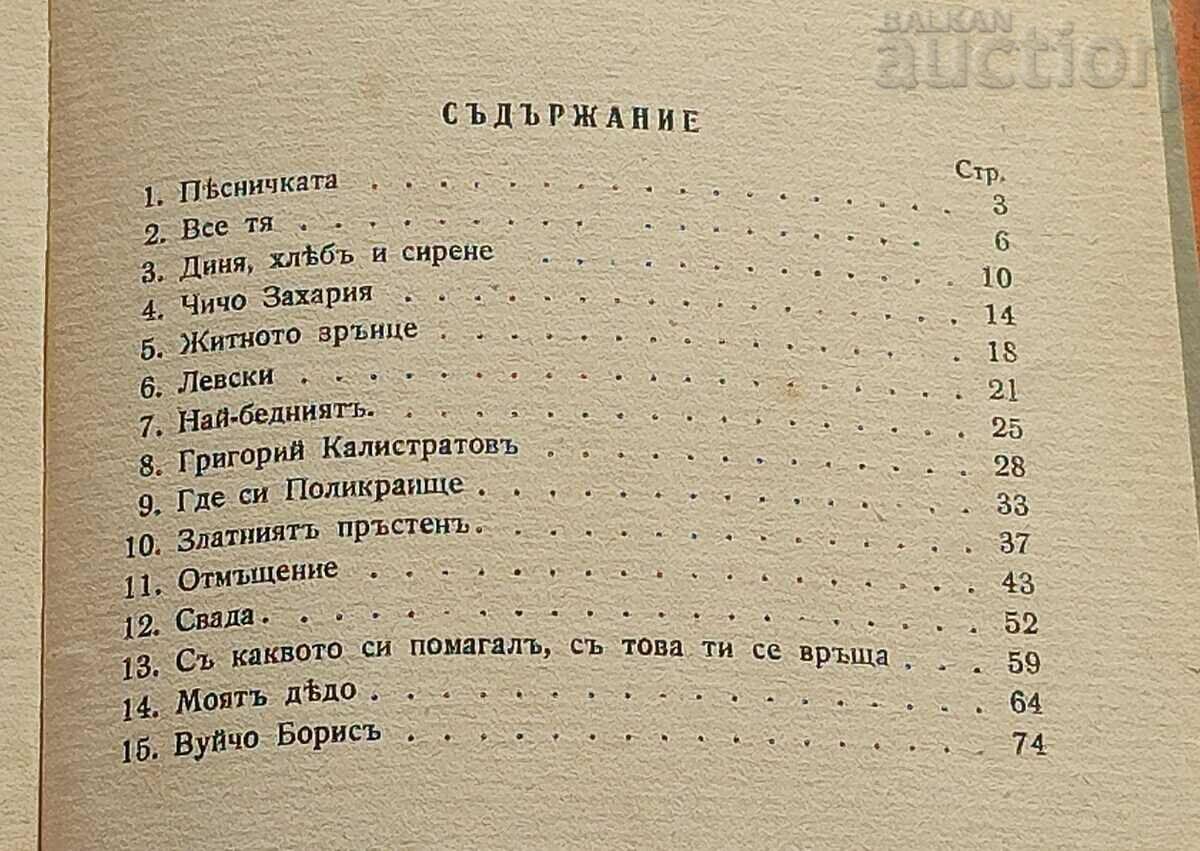 BALKAN
auction
СЪДЪРЖАНИЕ
Стр.
1. Пѣсничката . . . . . . . . . . . . . . . . . 3
2. Все тя . . . . . . . . . . . . . . . . 6
3. Диня, хлѣбъ и сирене . . . . . . . . . . . . 10
4. Чичо Захария . . . . . . . . . . . . . . . . 14
5. Житното зрънце . . . . . . . . . . . . . . . 18
6. Левски . . . . . . . . . . . . . . . . . . . 21
7. Най-бедниятъ. . . . . . . . . . . . . . . . . 25
8. Григорий Калистратовъ . . . . . . . . . . . . 28
9. Где си Поликраище . . . . . . . . . . . . . . 33
10. Златниятъ пръстенъ. . . . . . . . . . . . . . 37
11. Отмъщение . . . . . . . . . . . . . . . . . 43
12. Свада. . . . . . . . . . . . . . . . . . . . 52
13. Съ каквото си помагалъ, съ това ти се връща . . . 59
14. Моятъ дѣдо . . . . . . . . . . . . . . . . . 64
15. Вуйчо Борисъ . . . . . . . . . . . . . . . . 74